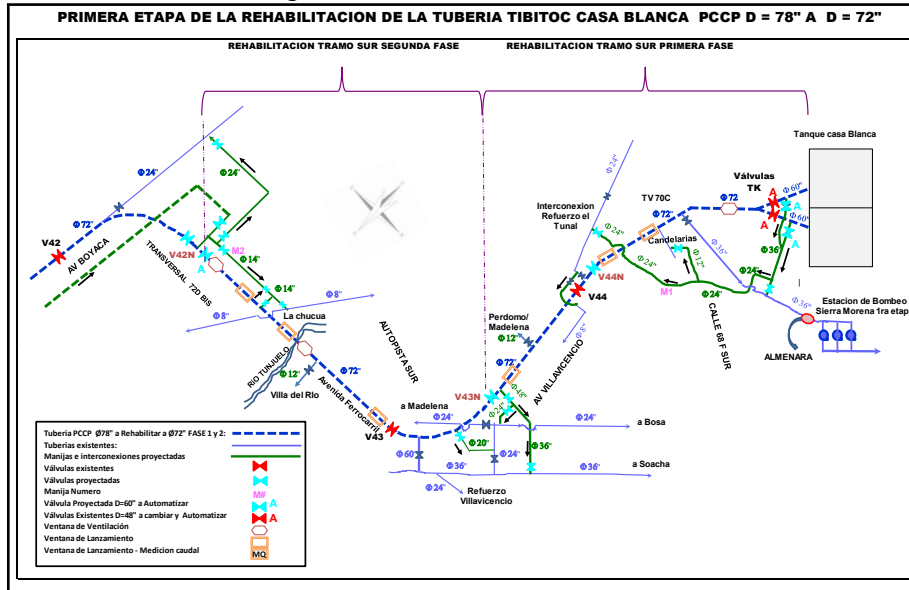 PRIMERA ETAPA DE LA REHABILITACION DE LA TUBERIA TIBITOC CASA BLANCA PCCP D = 78" A D = 72"
REHABILITACION TRAMO SUR SEGUNDA FASE
REHABILITACION TRAMO SUR PRIMERA FASE
Tanque casa Blanca
Válvulas
TK
A
A
A
A
Φ 60"
Φ 60"
Φ 72
TV 70C
Φ 72"
Φ 24"
Interconexion
Refuerzo el
Tunal
Φ 24"
Candelarias
Φ 36"
Φ 36"
Φ 12"
Φ 24"
Φ 24"
Φ 24"
M1
Φ 36"
CALLE 68 F SUR
Estacion de Bombeo
Sierra Morena 1ra etap
ALMENARA
V44N
V44
Φ 8"
Perdomo/
Madelena
Φ 12"
Φ 72"
AV VILLAVICENCIO
Φ 24"
Φ 24"
Φ 72"
V42
AV BOYACA
TRANSVERSAL 72D BIS
V42N
A
M2
Φ 14"
Φ 14"
Φ 8"
Φ 8"
La chucua
RIO TUNJUELO
Φ 12"
Villa del RIo
Φ 72"
AUTOPISTA SUR
Avenida Ferrocarril
V43
a Madelena
V43N
Φ 48"
Φ 24"
Φ 24"
Φ 24"
a Bosa
Φ 20"
Φ 60
Φ 24"
Φ 36"
Φ 36"
Φ 36"
a Soacha
Φ 24"
Refuerzo
Villavicencio
Tuberia PCCP Ø78" a Rehabilitar a Ø72" FASE 1 y 2:
Tuberias existentes:
Manijas e interconexiones proyectadas
Válvulas existentes
Válvulas proyectadas
Manija Numero
M#
Válvula Proyectada D=60" a Automatizar
A
Válvulas Existentes D=48" a cambiar y Automatizar
A
Ventana de Ventilación
Ventana de Lanzamiento
Ventana de Lanzamiento - Medicion caudal
MQ